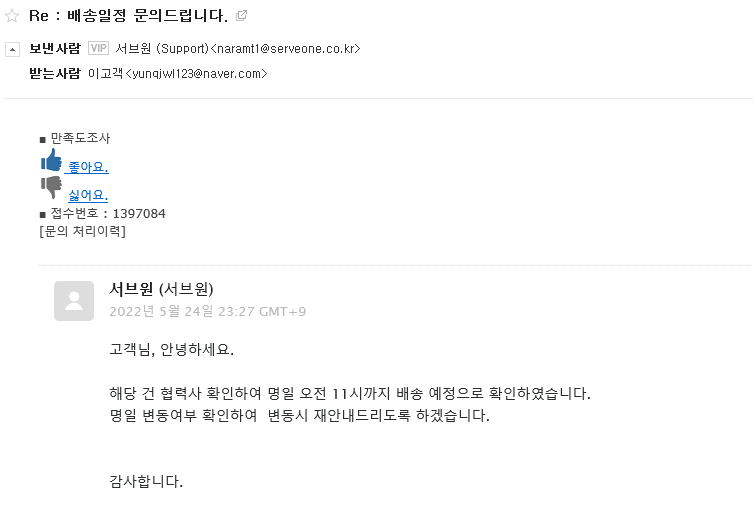 Re : 배송일정 문의드립니다.
보낸사람 VIP 서브원 (Support)<naramt1@serveone.co.kr>
받는사람 이고객<yunqjwl123@naver.com>
■ 만족도조사
좋아요.
싫어요.
■ 접수번호 : 1397084
[문의 처리이력]
서브원 (서브원)
2022년 5월 24일 23:27 GMT+9
고객님, 안녕하세요.
해당 건 협력사 확인하여 명일 오전 11시까지 배송 예정으로 확인하였습니다.
명일 변동여부 확인하여 변동시 재안내드리도록 하겠습니다.
감사합니다.